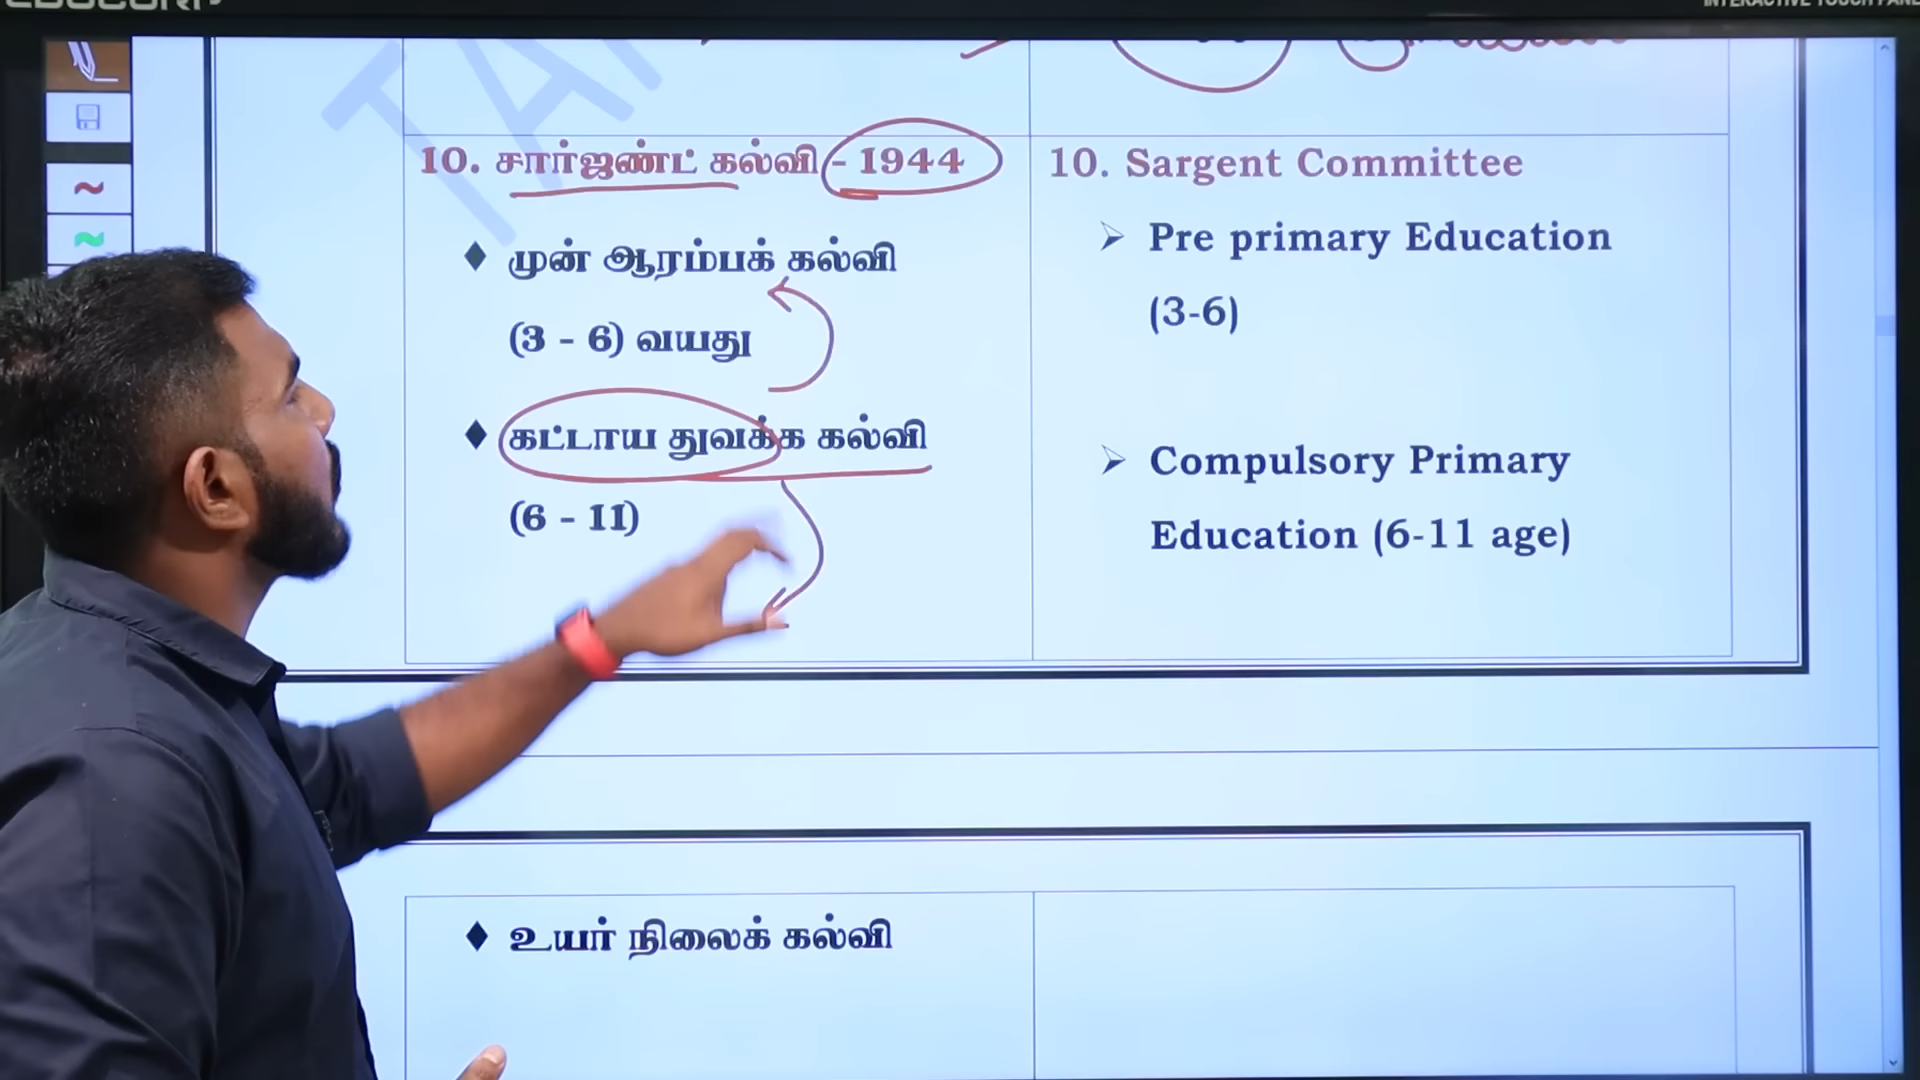 10. சார்ஜண்ட் கல்வி - 1944
முன் ஆரம்பக் கல்வி
(3 - 6) வயது
கட்டாய துவக்க கல்வி
(6 - 11)
10. Sargent Committee
Pre primary Education
(3-6)
Compulsory Primary
Education (6-11 age)
உயர் நிலைக் கல்வி